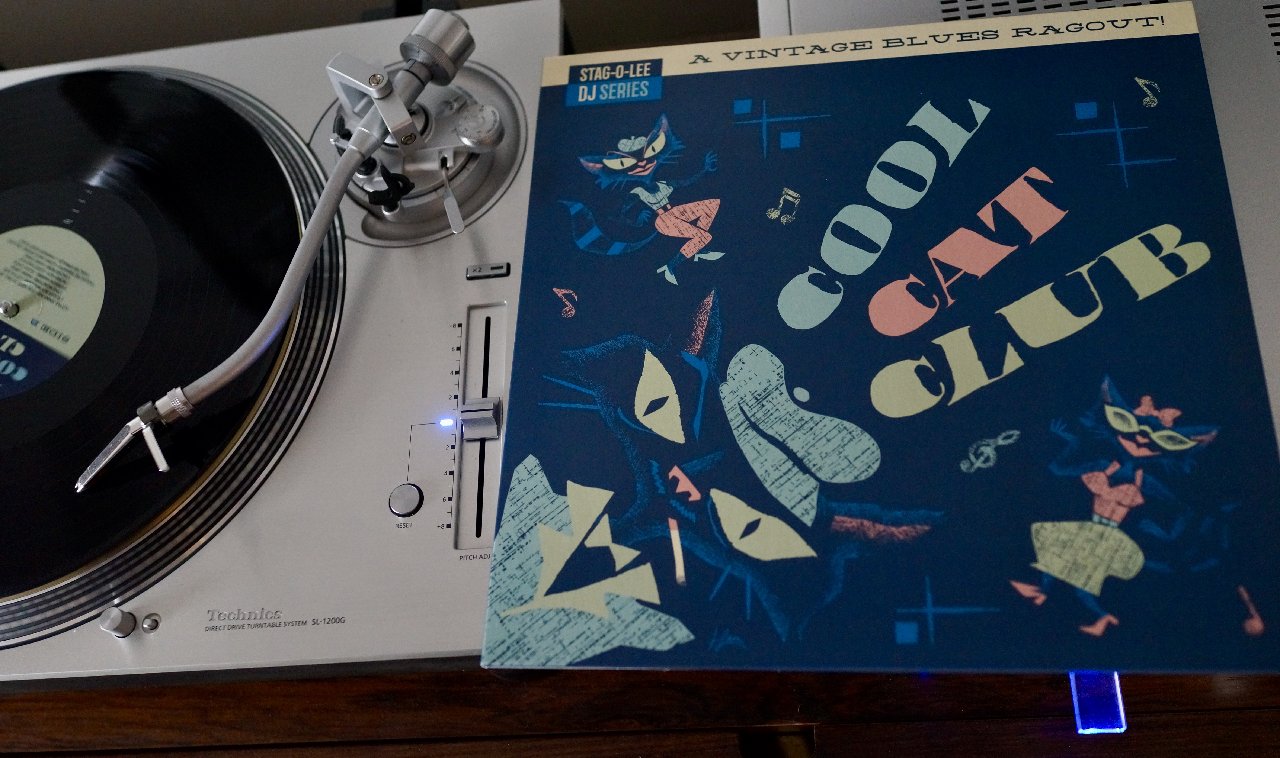 A VINTAGE BLUES RAGOUT!
STAG-O-LEE
DJ SERIES
COOL
CAT
CLUB
×2
RESET
PITCH ADJ
Technics
DIRECT DRIVE TURNTABLE SYSTEM SL-1200G